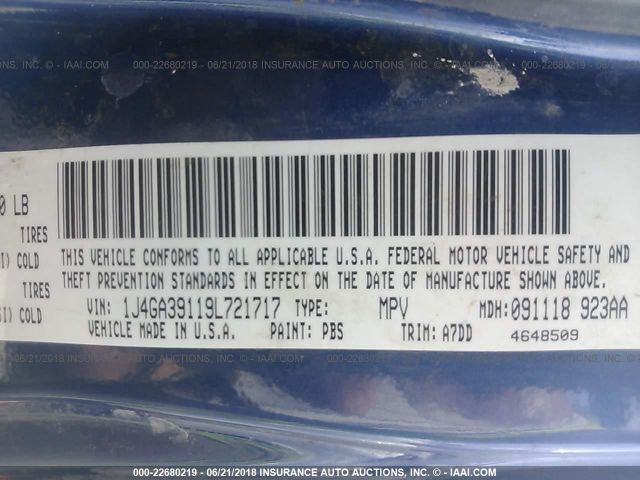 000-22680219 - 06/21/2018 INSURANCE AUTO AUCTIONS, INC. - © IAAI.COM
0 LB
TIRES
I) COLD
TIRES
SI) COLD
THIS VEHICLE CONFORMS TO ALL APPLICABLE U.S.A. FEDERAL MOTOR VEHICLE SAFETY AND
THEFT PREVENTION STANDARDS IN EFFECT ON THE DATE OF MANUFACTURE SHOWN ABOVE.
VIN: 1J4GA39119L721717 TYPE: MPV MDH: 091118 923AA
VEHICLE MADE IN U.S.A. PAINT: PBS TRIM: A7DD 4648509
000-22680219 - 06/21/2018 INSURANCE AUTO AUCTIONS, INC. - © IAAI.COM